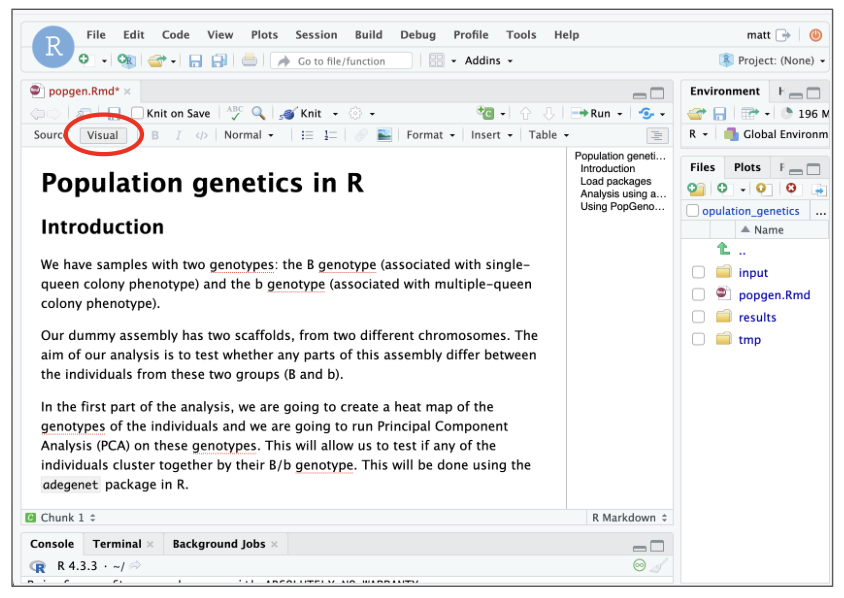 R
File Edit Code View Plots Session Build Debug Profile Tools Help
matt
R
Go to file/function
Addins
Project: (None)
popgen.Rmd*
Knit on Save
ABC
Knit
Run
Source
Visual
B I </> Normal
Format
Insert
Table
Population genetics in R
Introduction
We have samples with two genotypes: the B genotype (associated with single-
queen colony phenotype) and the b genotype (associated with multiple-queen
colony phenotype).
Our dummy assembly has two scaffolds, from two different chromosomes. The
aim of our analysis is to test whether any parts of this assembly differ between
the individuals from these two groups (B and b).
In the first part of the analysis, we are going to create a heat map of the
genotypes of the individuals and we are going to run Principal Component
Analysis (PCA) on these genotypes. This will allow us to test if any of the
individuals cluster together by their B/b genotype. This will be done using the
adegenet package in R.
Population geneti...
Introduction
Load packages
Analysis using a...
Using PopGeno...
C Chunk 1
R Markdown
Console Terminal Background Jobs
R R 4.3.3 · ~/
Environment
196 M
R
Global Environm
Files Plots
opulation_genetics ...
Name
..
input
popgen.Rmd
results
tmp